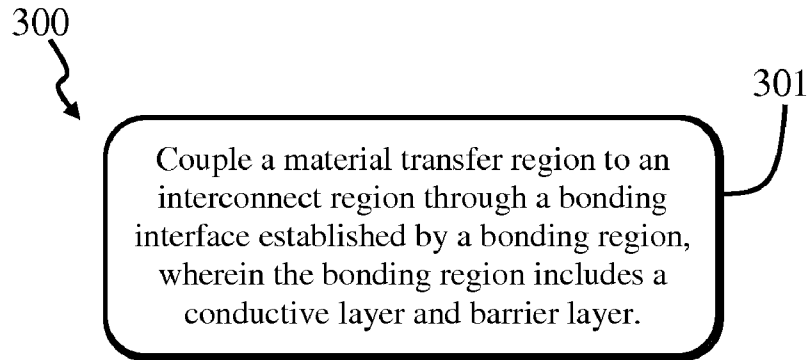 300
301
Couple a material transfer region to an
interconnect region through a bonding
interface established by a bonding region,
wherein the bonding region includes a
conductive layer and barrier layer.